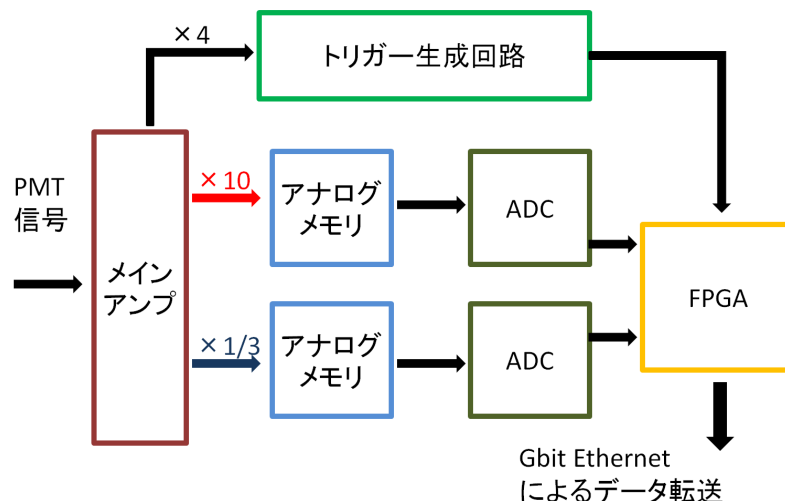 ×4
トリガー生成回路
PMT
信号
メイン
アンプ
×10
アナログ
メモリ
ADC
×1/3
アナログ
メモリ
ADC
FPGA
Gbit Ethernet
によるデータ転送